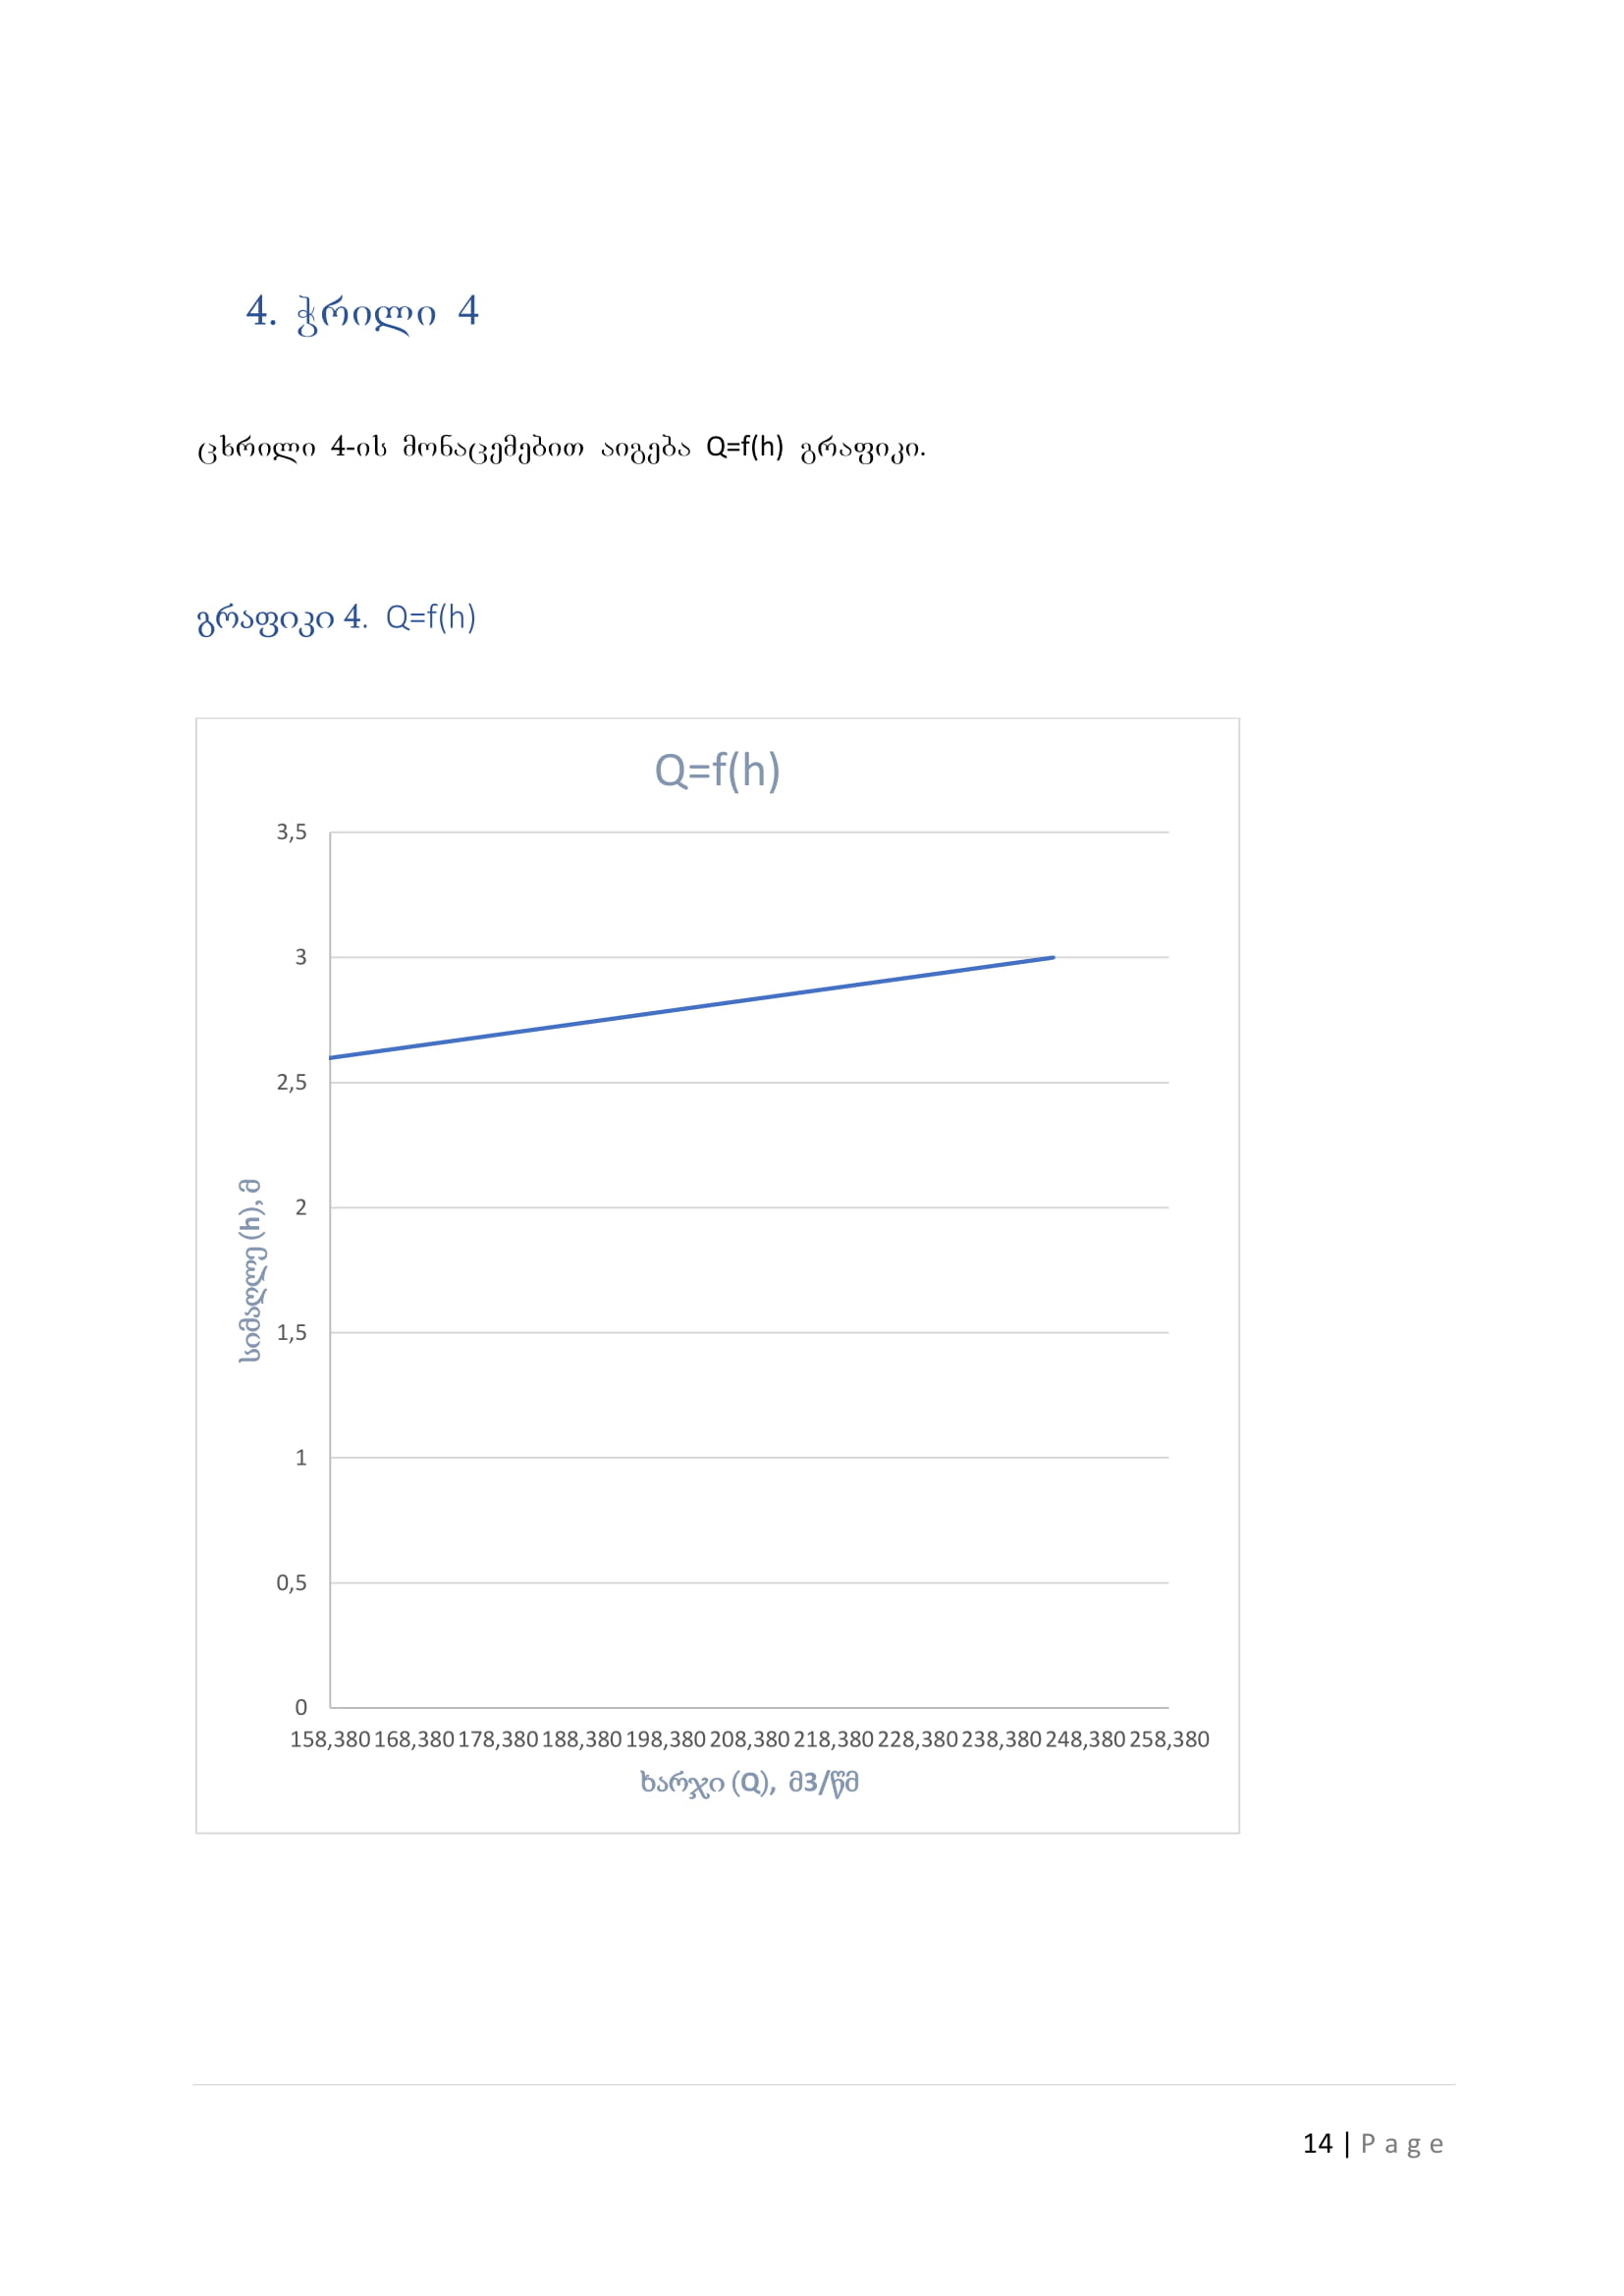 4. ჭრილი 4
ცხრილი 4-ის მონაცემებით აიგება Q=f(h) გრაფიკი.
გრაფიკი 4. Q=f(h)
Q=f(h)
3,5
3
2,5
2
1,5
1
0,5
0
სიმაღლე (h), მ
158,380 168,380 178,380 188,380 198,380 208,380 218,380 228,380 238,380 248,380 258,380
ხარჯი (Q), მ3/წმ
14 | Page